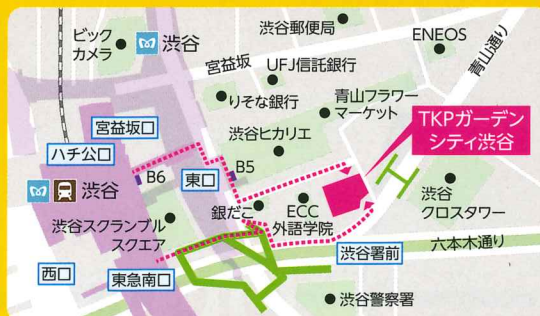 ビック
カメラ
渋谷
渋谷郵便局
ENEOS
青山通り
宮益坂
UFJ信託銀行
りそな銀行
青山フラワー
マーケット
TKPガーデン
シティ渋谷
宮益坂口
渋谷ヒカリエ
ハチ公口
B6
東口
B5
渋谷
銀だこ
ECC
外語学院
渋谷
クロスタワー
渋谷スクランブル
スクエア
六本木通り
渋谷署前
西口
東急南口
渋谷警察署